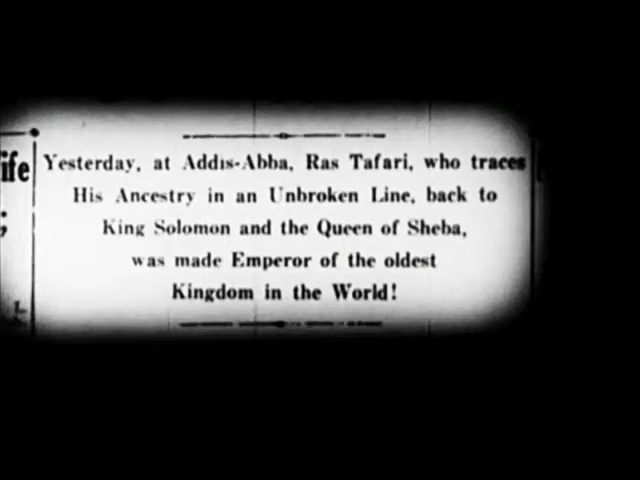 ife
;
Yesterday, at Addis-Abba, Ras Tafari, who traces
His Ancestry in an Unbroken Line, back to
King Solomon and the Queen of Sheba,
was made Emperor of the oldest
Kingdom in the World!